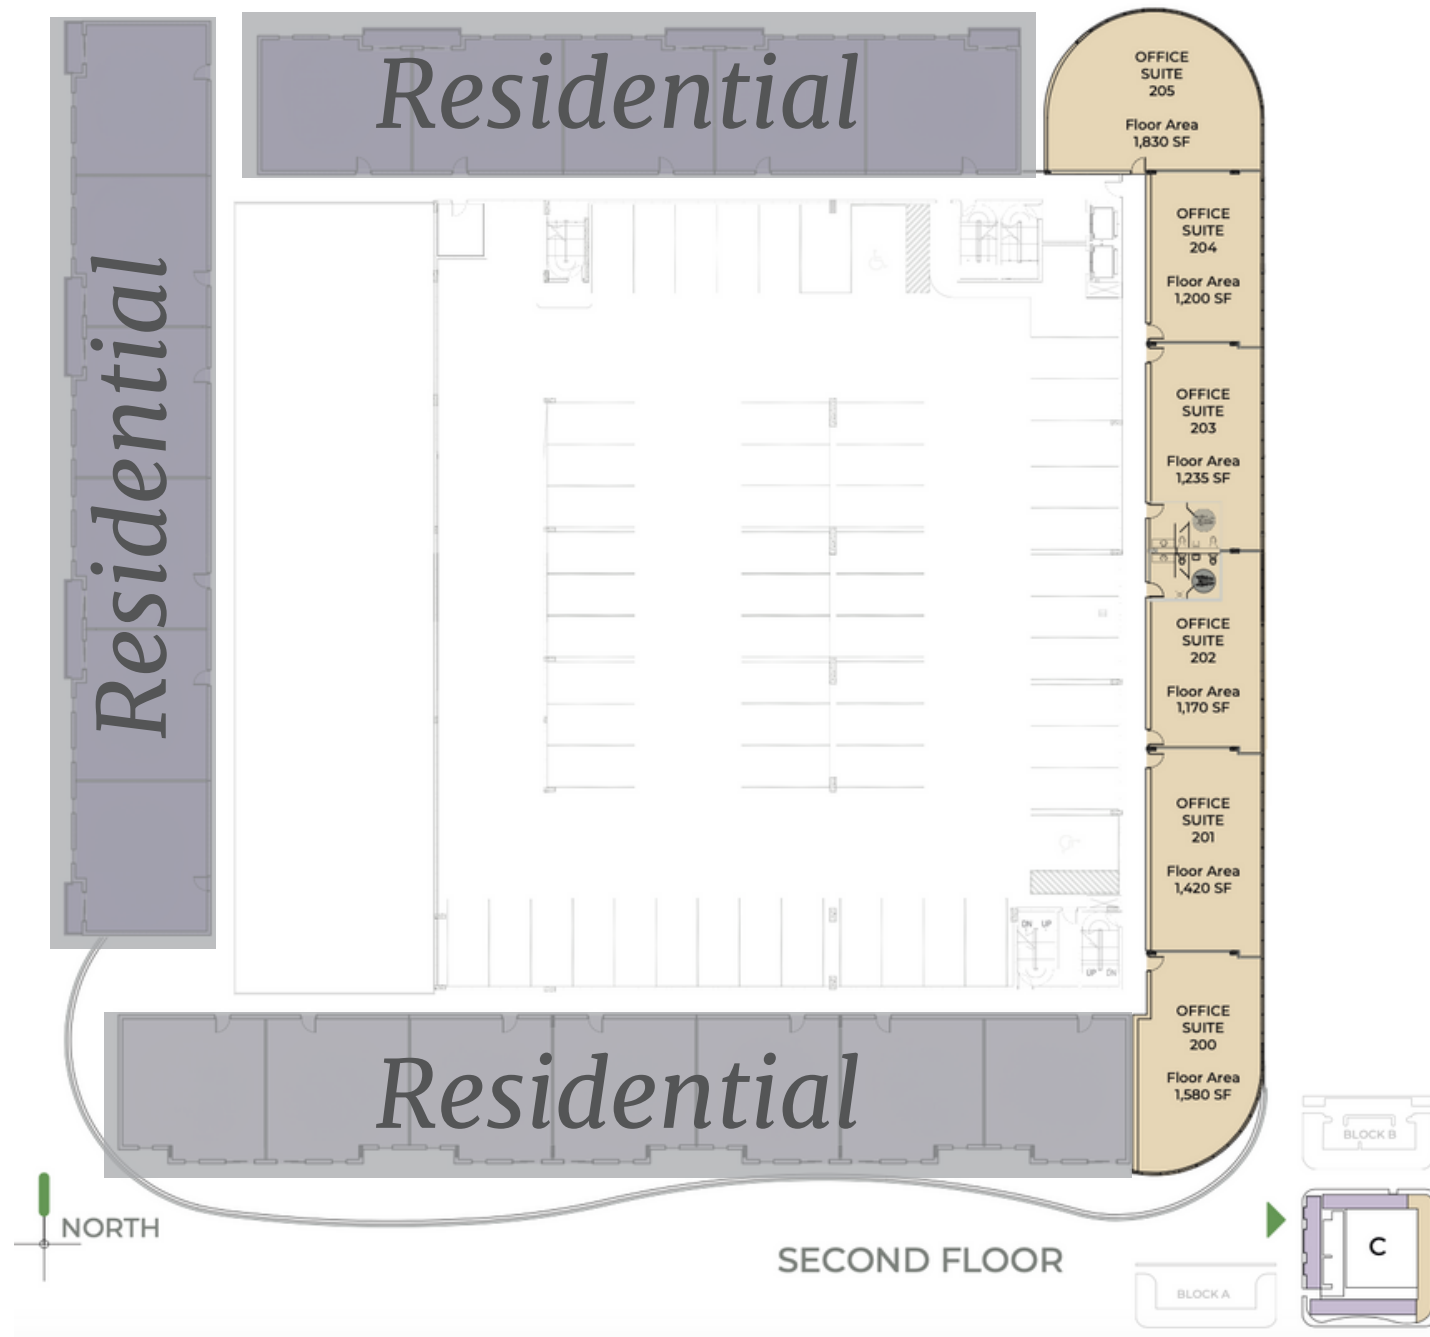 Residential
OFFICE
SUITE
205
Floor Area
1,830 SF
OFFICE
SUITE
204
Floor Area
1,200 SF
Residential
OFFICE
SUITE
203
Floor Area
1,235 SF
OFFICE
SUITE
202
Floor Area
1,170 SF
OFFICE
SUITE
201
Floor Area
1,420 SF
DN UP
UP DN
OFFICE
SUITE
200
Floor Area
1,580 SF
Residential
BLOCK B
NORTH
SECOND FLOOR
C
BLOCK A